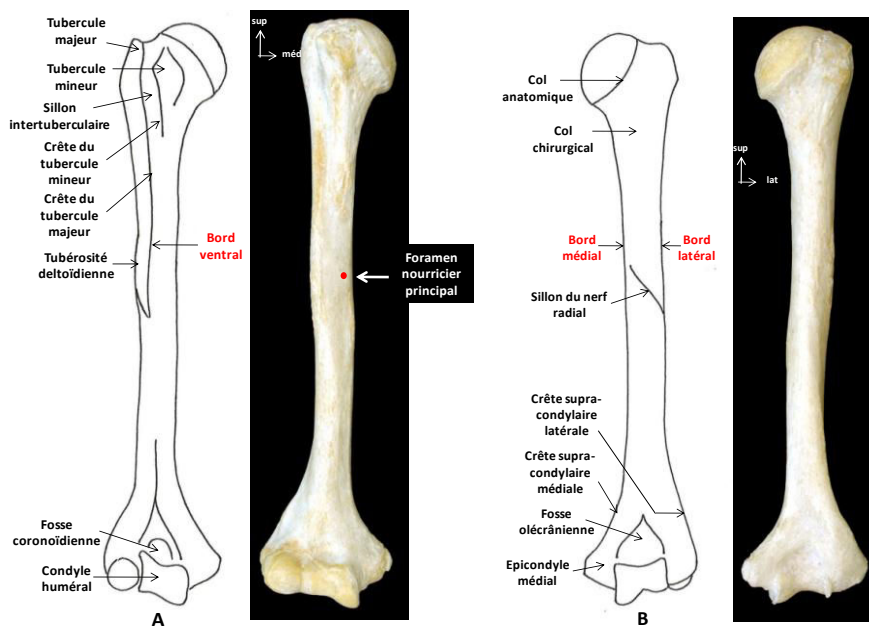 Tubercule
majeur
Tubercule
mineur
Sillon
intertuberculaire
Crête du
tubercule
mineur
Crête du
tubercule
majeur
Tubérosité
deltoïdienne
Bord
ventral
Fosse
coronoïdienne
Condyle
huméral
A
sup
méd
Foramen
nourricier
principal
Col
anatomique
Col
chirurgical
Bord
médial
Bord
latéral
Sillon du nerf
radial
Crête supra-
condylaire
latérale
Crête supra-
condylaire
médiale
Fosse
olécrânienne
Epicondyle
médial
B
sup
lat